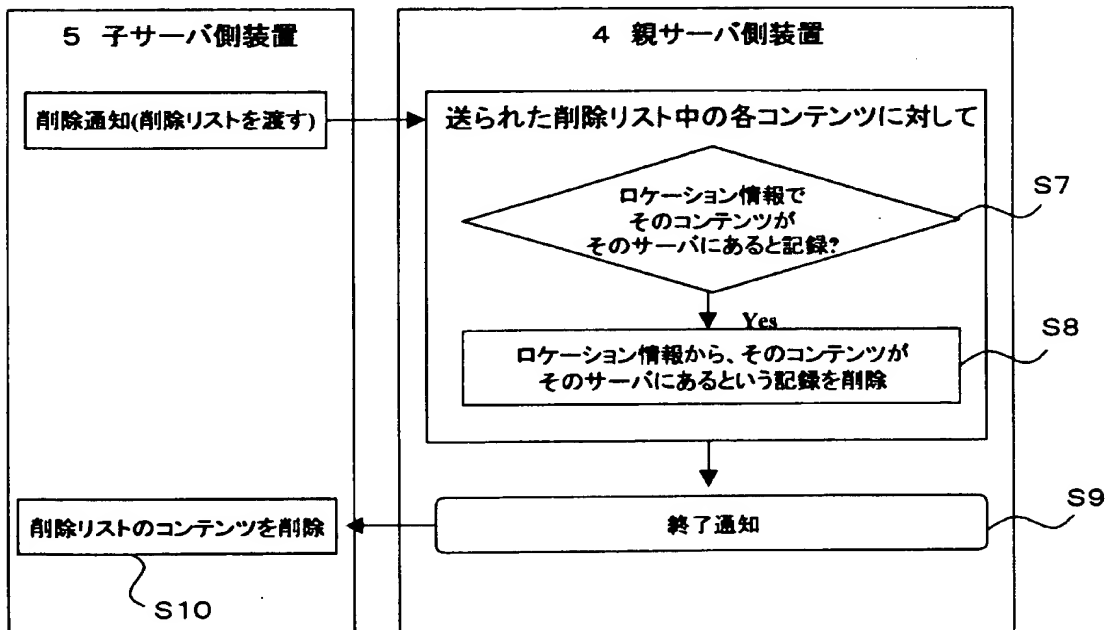 5 子サーバ側装置
4 親サーバ側装置
削除通知(削除リストを渡す)
送られた削除リスト中の各コンテンツに対して
ロケーション情報で
そのコンテンツが
そのサーバにあると記録?
S7
Yes
ロケーション情報から、そのコンテンツが
そのサーバにあるという記録を削除
S8
削除リストのコンテンツを削除
終了通知
S9
S10